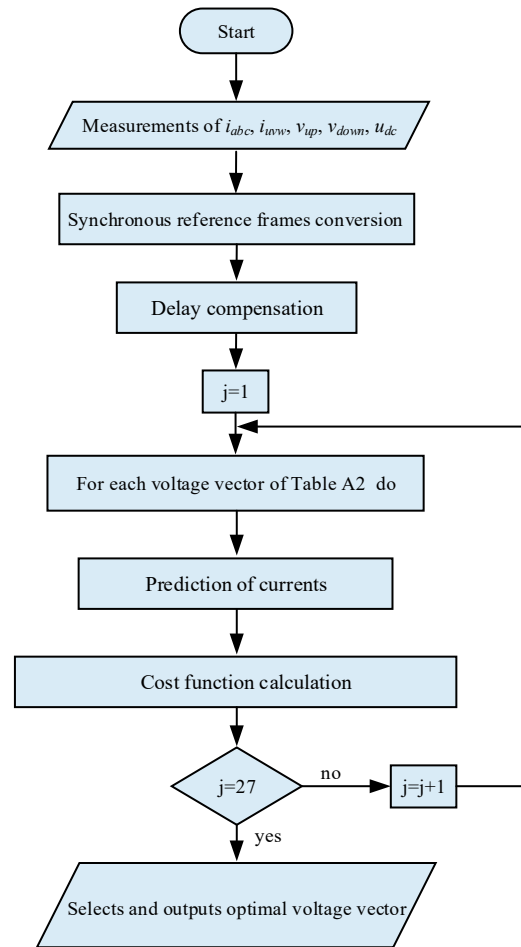 Start
Measurements of iabc, iuvw, vup, vdown, udc
Synchronous reference frames conversion
Delay compensation
j=1
For each voltage vector of Table A2 do
Prediction of currents
Cost function calculation
j=27
no
j=j+1
yes
Selects and outputs optimal voltage vector